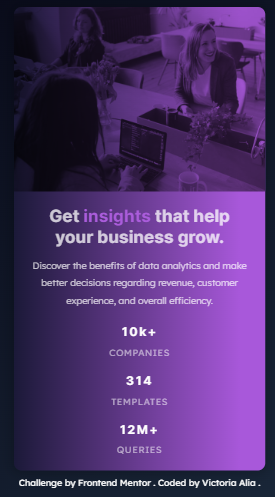 Get insights that help
your business grow.
Discover the benefits of data analytics and make
better decisions regarding revenue, customer
experience, and overall efficiency.
10k+
COMPANIES
314
TEMPLATES
12M+
QUERIES
Challenge by Frontend Mentor . Coded by Victoria Alia .